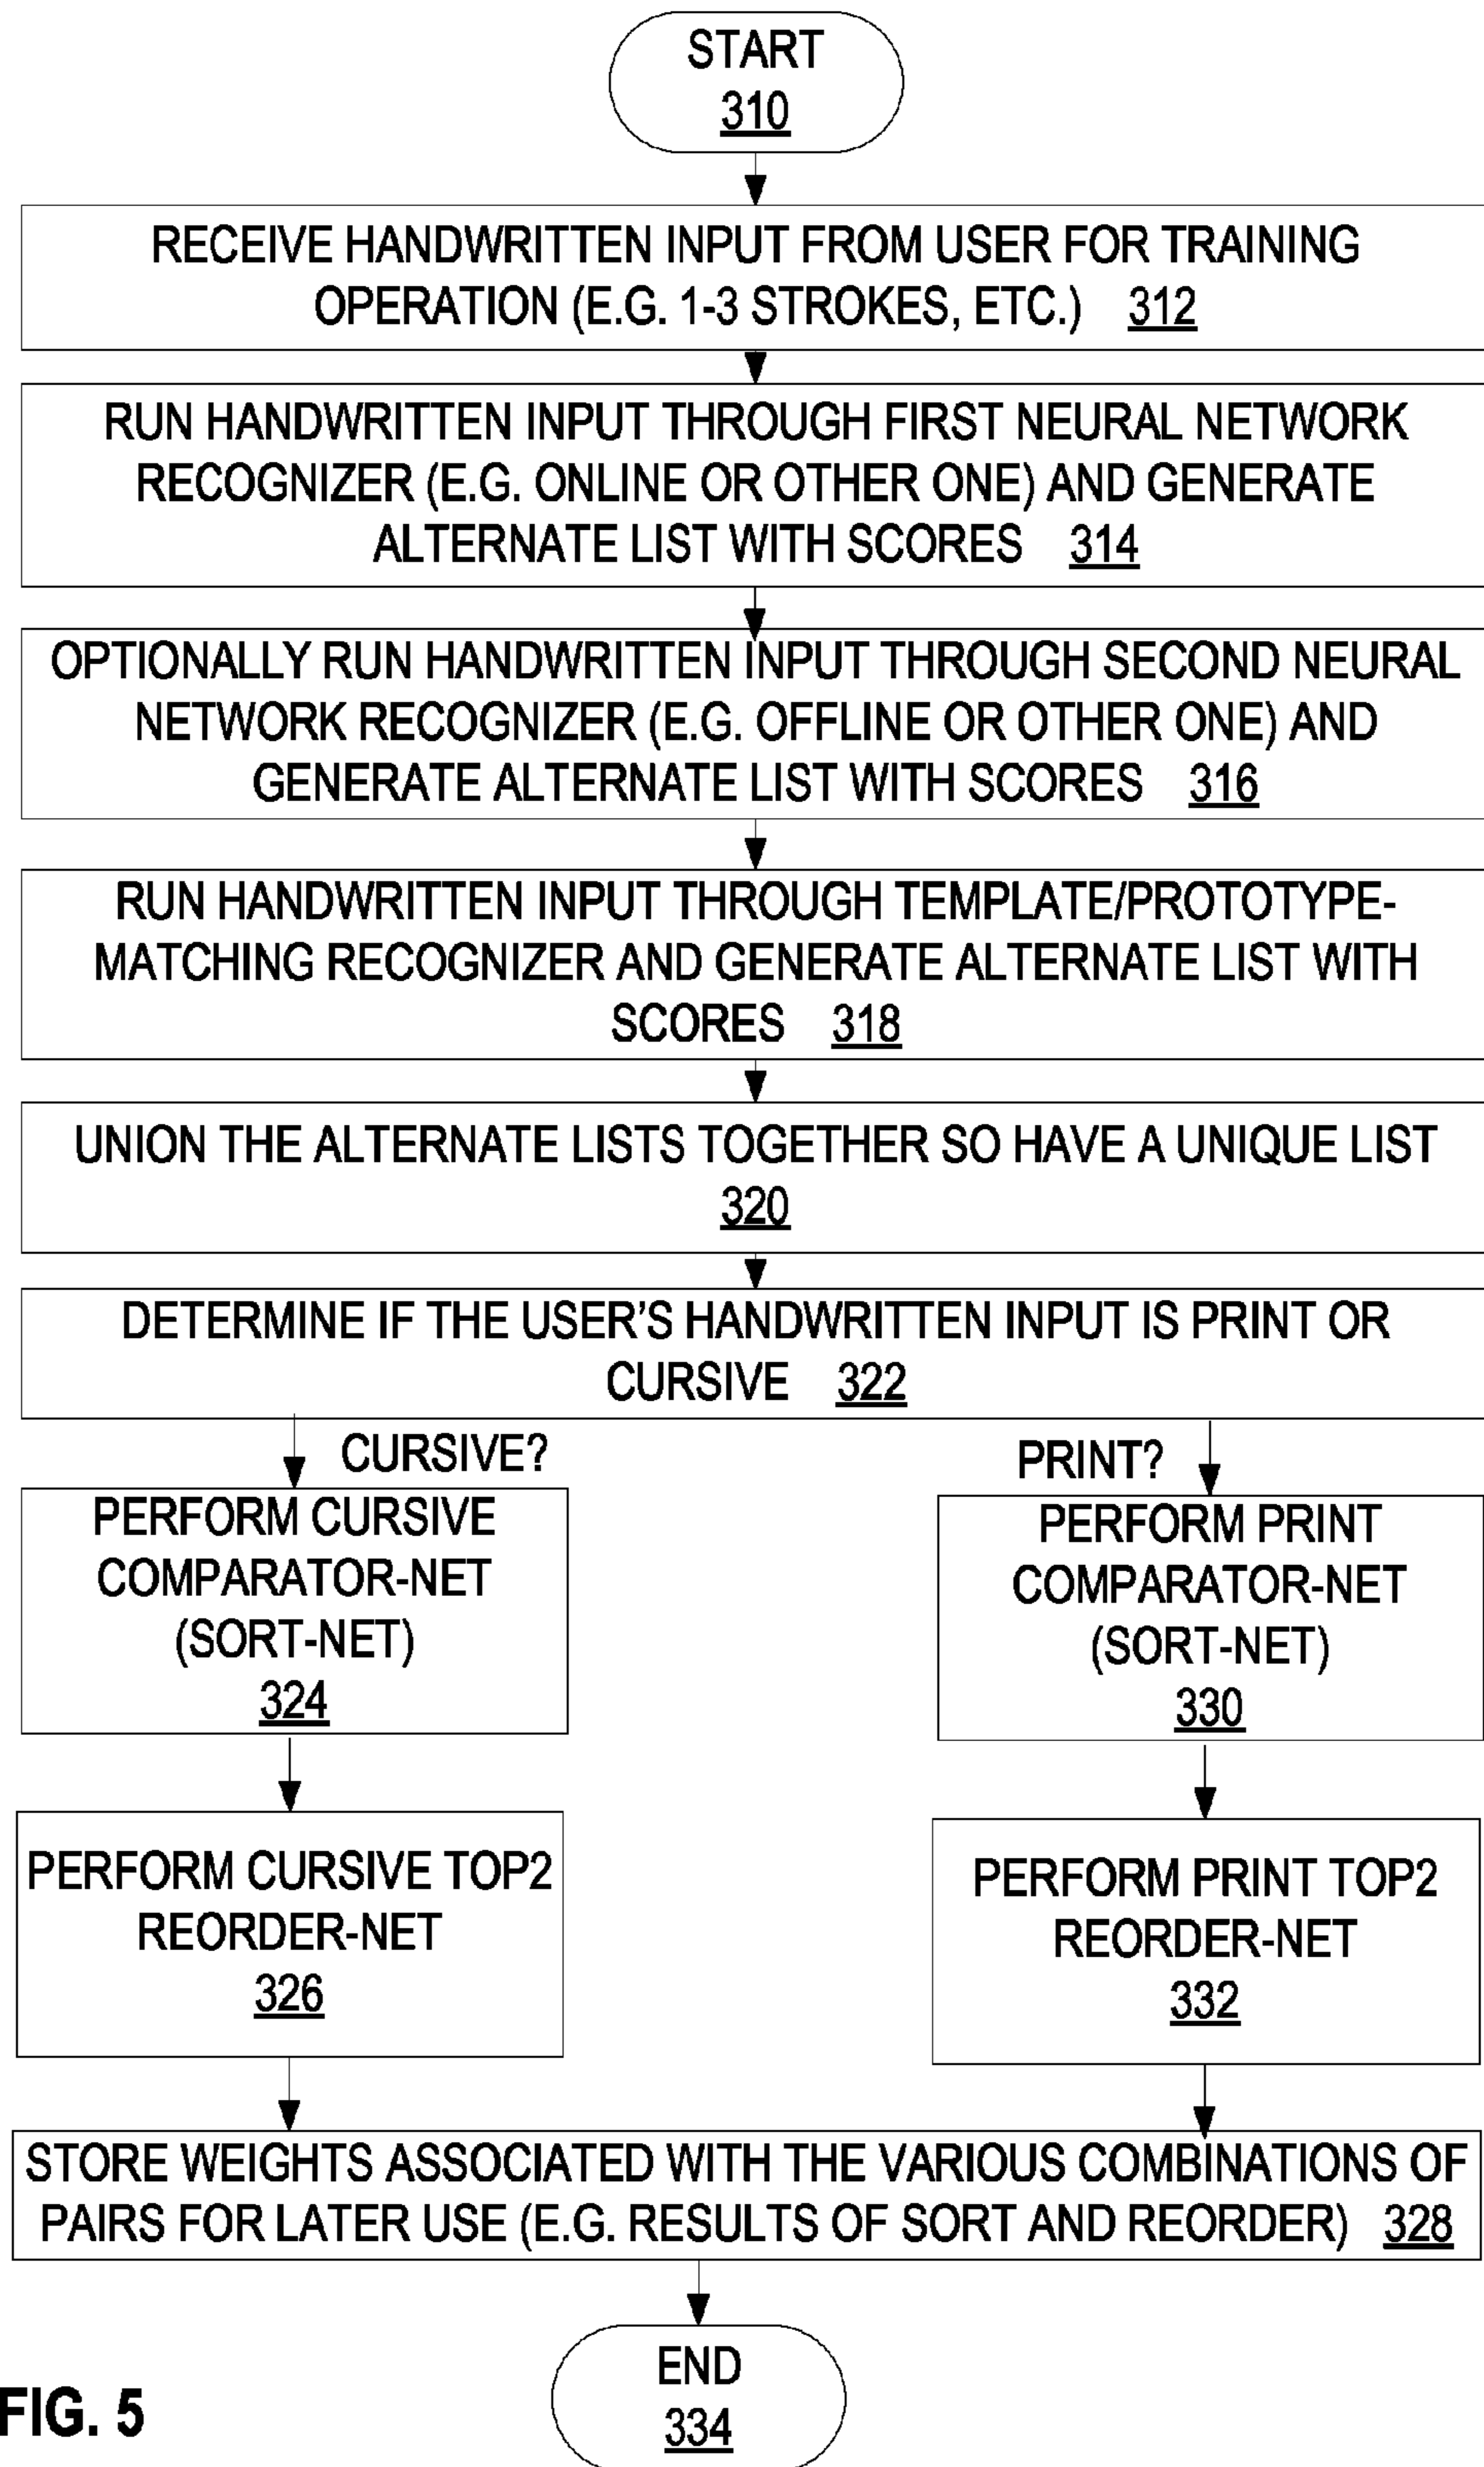 START
310
RECEIVE HANDWRITTEN INPUT FROM USER FOR TRAINING
OPERATION (E.G. 1-3 STROKES, ETC.) 312
RUN HANDWRITTEN INPUT THROUGH FIRST NEURAL NETWORK
RECOGNIZER (E.G. ONLINE OR OTHER ONE) AND GENERATE
ALTERNATE LIST WITH SCORES 314
OPTIONALLY RUN HANDWRITTEN INPUT THROUGH SECOND NEURAL
NETWORK RECOGNIZER (E.G. OFFLINE OR OTHER ONE) AND
GENERATE ALTERNATE LIST WITH SCORES 316
RUN HANDWRITTEN INPUT THROUGH TEMPLATE/PROTOTYPE-
MATCHING RECOGNIZER AND GENERATE ALTERNATE LIST WITH
SCORES 318
UNION THE ALTERNATE LISTS TOGETHER SO HAVE A UNIQUE LIST
320
DETERMINE IF THE USER'S HANDWRITTEN INPUT IS PRINT OR
CURSIVE 322
CURSIVE?
PERFORM CURSIVE
COMPARATOR-NET
(SORT-NET)
324
PERFORM CURSIVE TOP2
REORDER-NET
326
PRINT?
PERFORM PRINT
COMPARATOR-NET
(SORT-NET)
330
PERFORM PRINT TOP2
REORDER-NET
332
STORE WEIGHTS ASSOCIATED WITH THE VARIOUS COMBINATIONS OF
PAIRS FOR LATER USE (E.G. RESULTS OF SORT AND REORDER) 328
END
334
FIG. 5